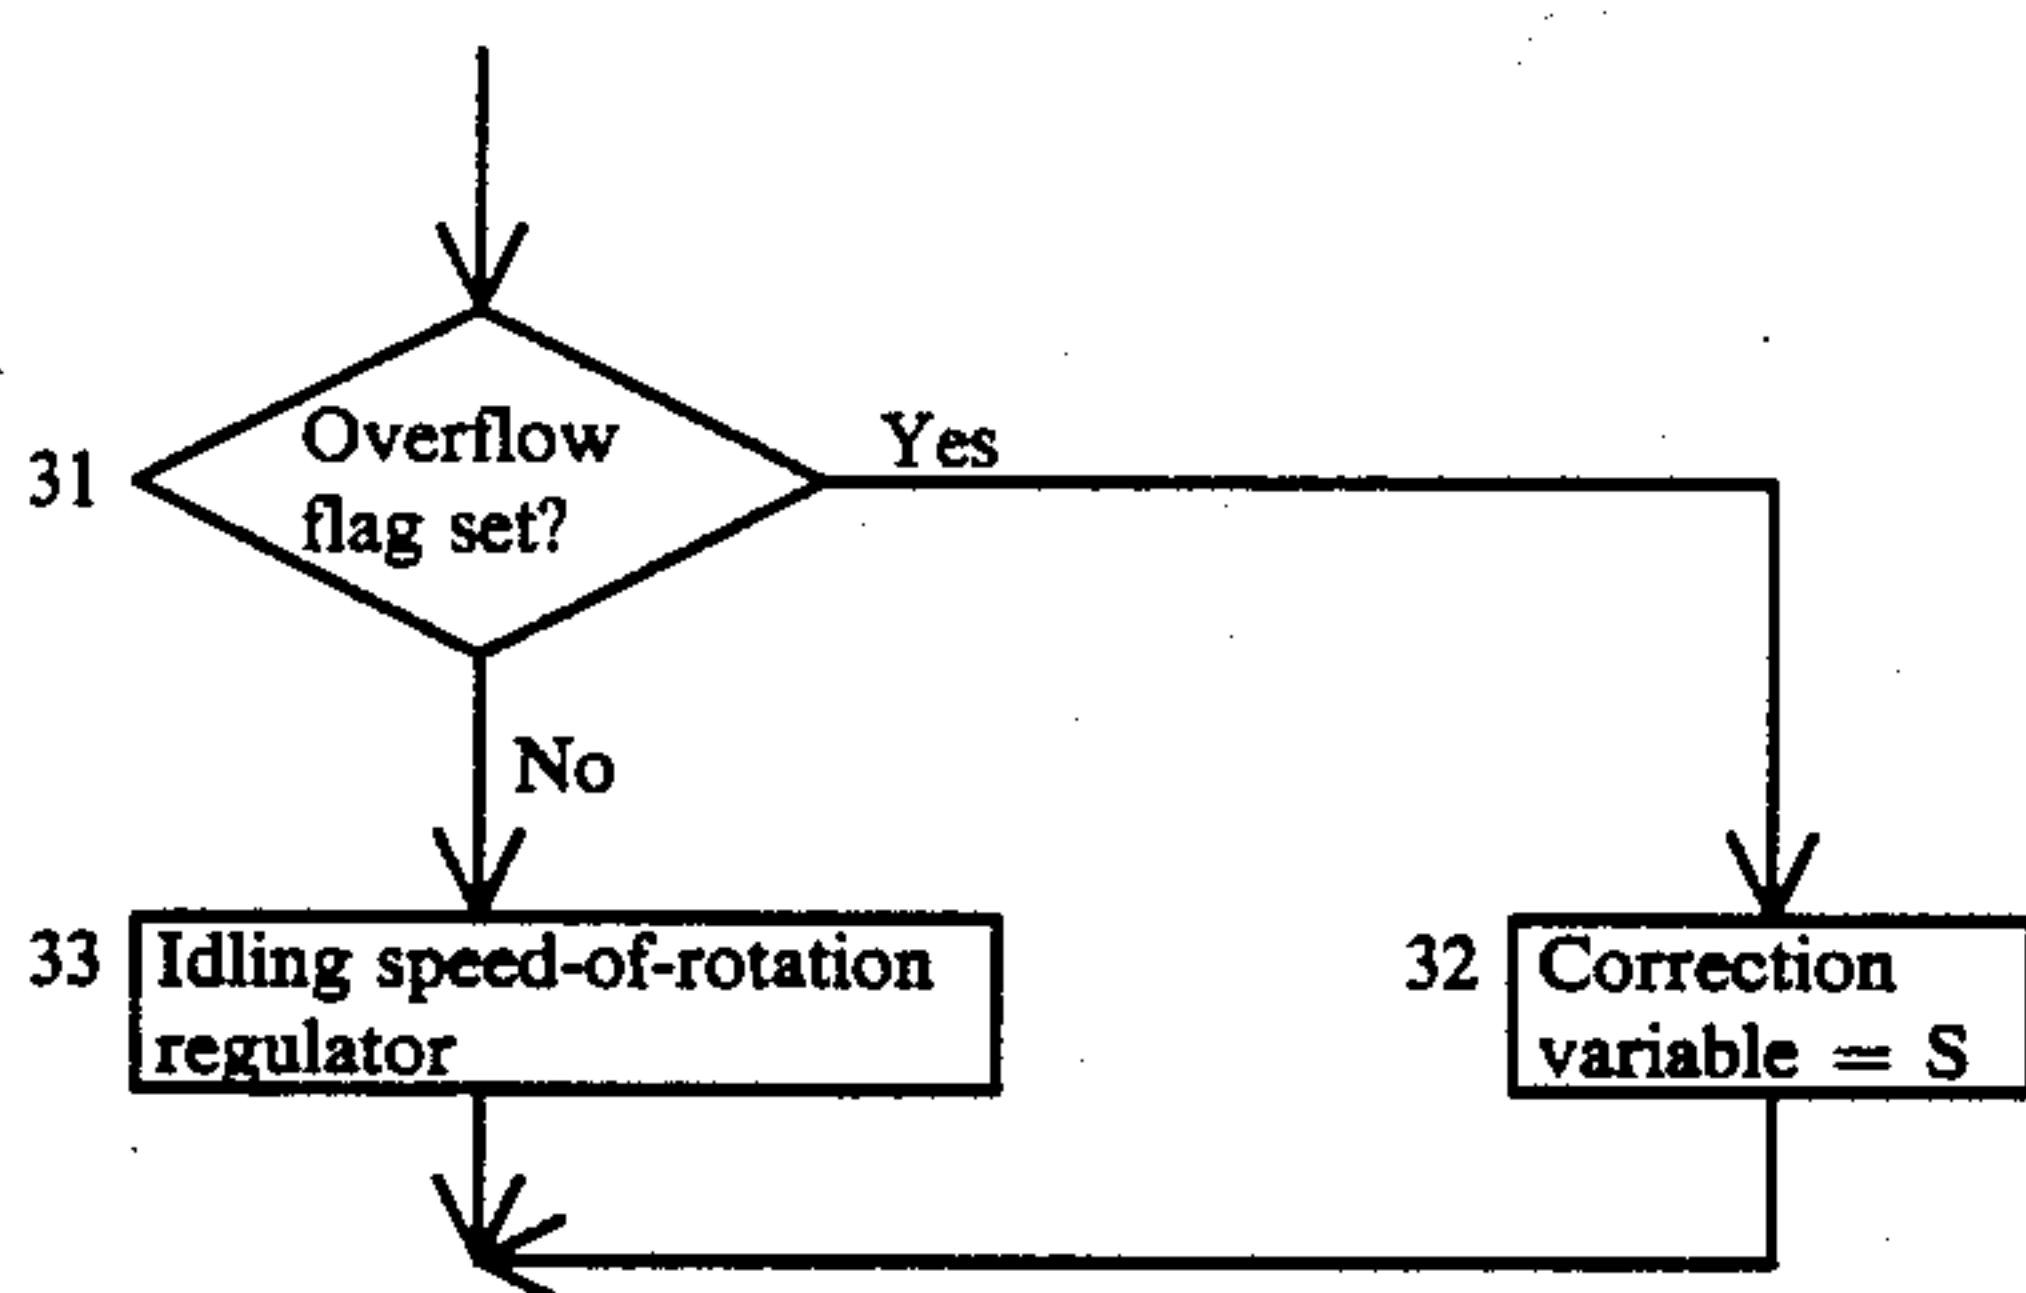 Overflow
flag set?
31
Yes
No
33
Idling speed-of-rotation
regulator
32
Correction
variable = S